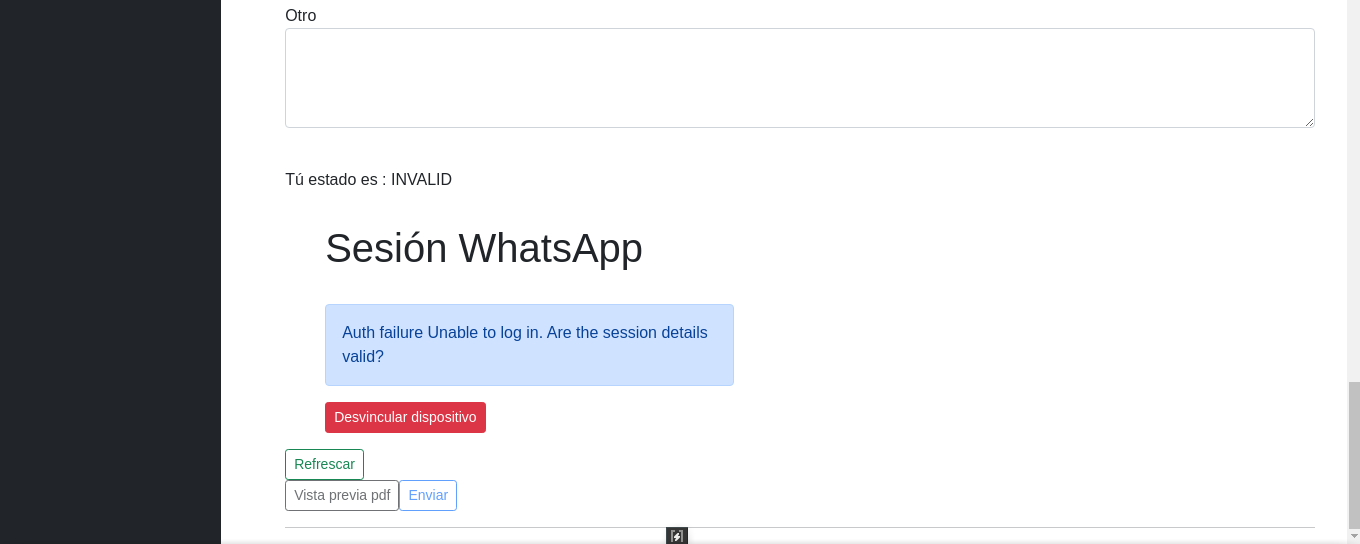 Otro
Tú estado es : INVALID
Sesión WhatsApp
Auth failure Unable to log in. Are the session details
valid?
Desvincular dispositivo
Refrescar
Vista previa pdf Enviar